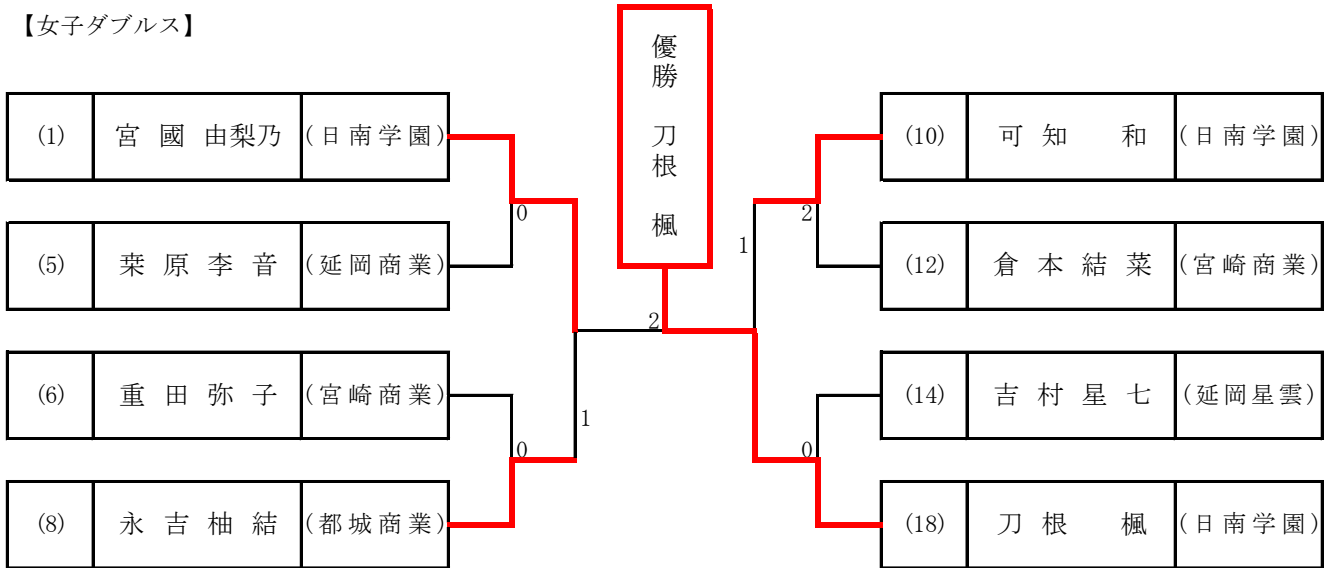 【女子ダブルス】
優勝 刀根 楓
(1) 宮國 由梨乃 (日南学園)
0
(5) 桒原李音 (延岡商業)
(6) 重田弥子 (宮崎商業)
0
(8) 永吉柚結 (都城商業)
1
2
1
(10) 可知 和 (日南学園)
2
(12) 倉本結菜 (宮崎商業)
(14) 吉村星七 (延岡星雲)
0
(18) 刀根 楓 (日南学園)